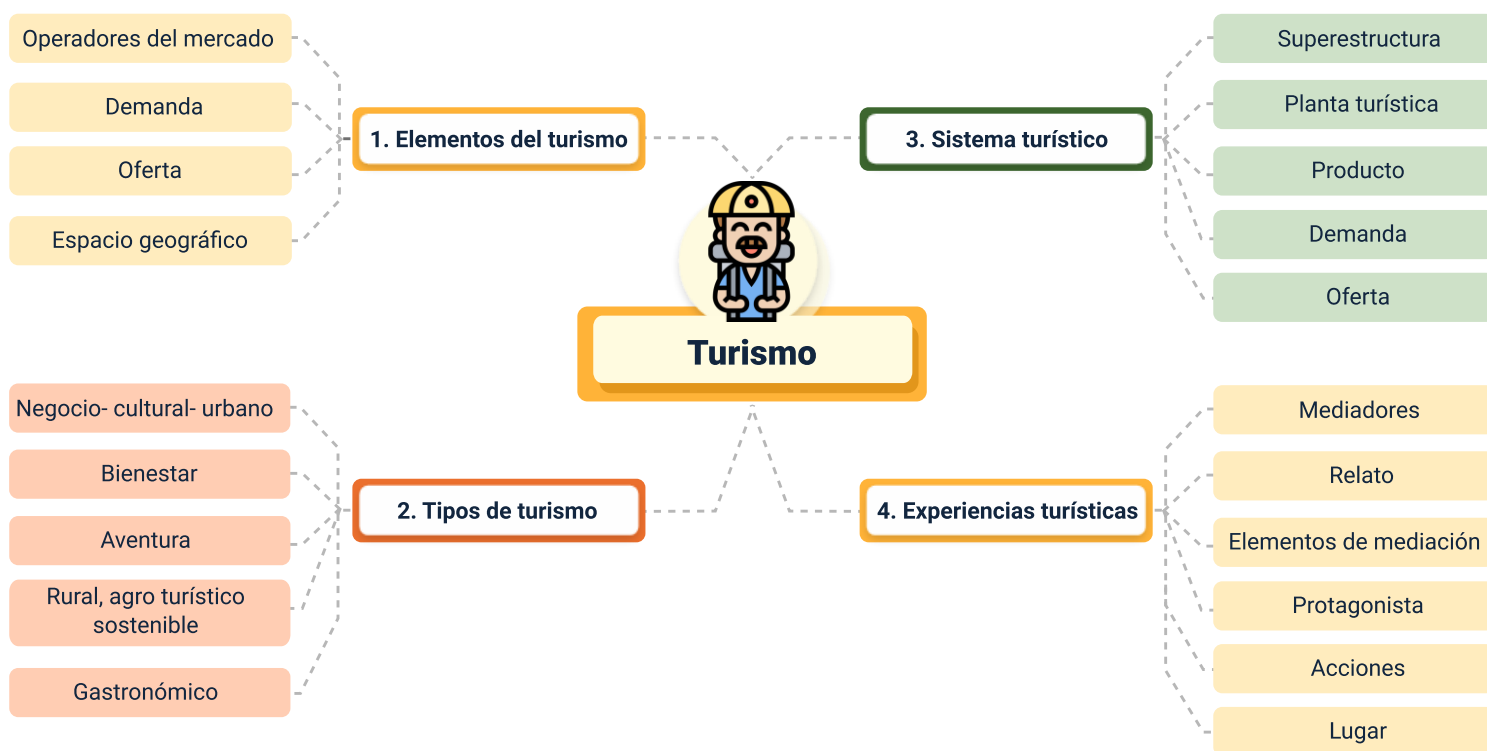 Turismo
1. Elementos del turismo
Operadores del mercado
Demanda
Oferta
Espacio geográfico
2. Tipos de turismo
Negocio- cultural- urbano
Bienestar
Aventura
Rural, agro turístico
sostenible
Gastronómico
3. Sistema turístico
Superestructura
Planta turística
Producto
Demanda
Oferta
4. Experiencias turísticas
Mediadores
Relato
Elementos de mediación
Protagonista
Acciones
Lugar